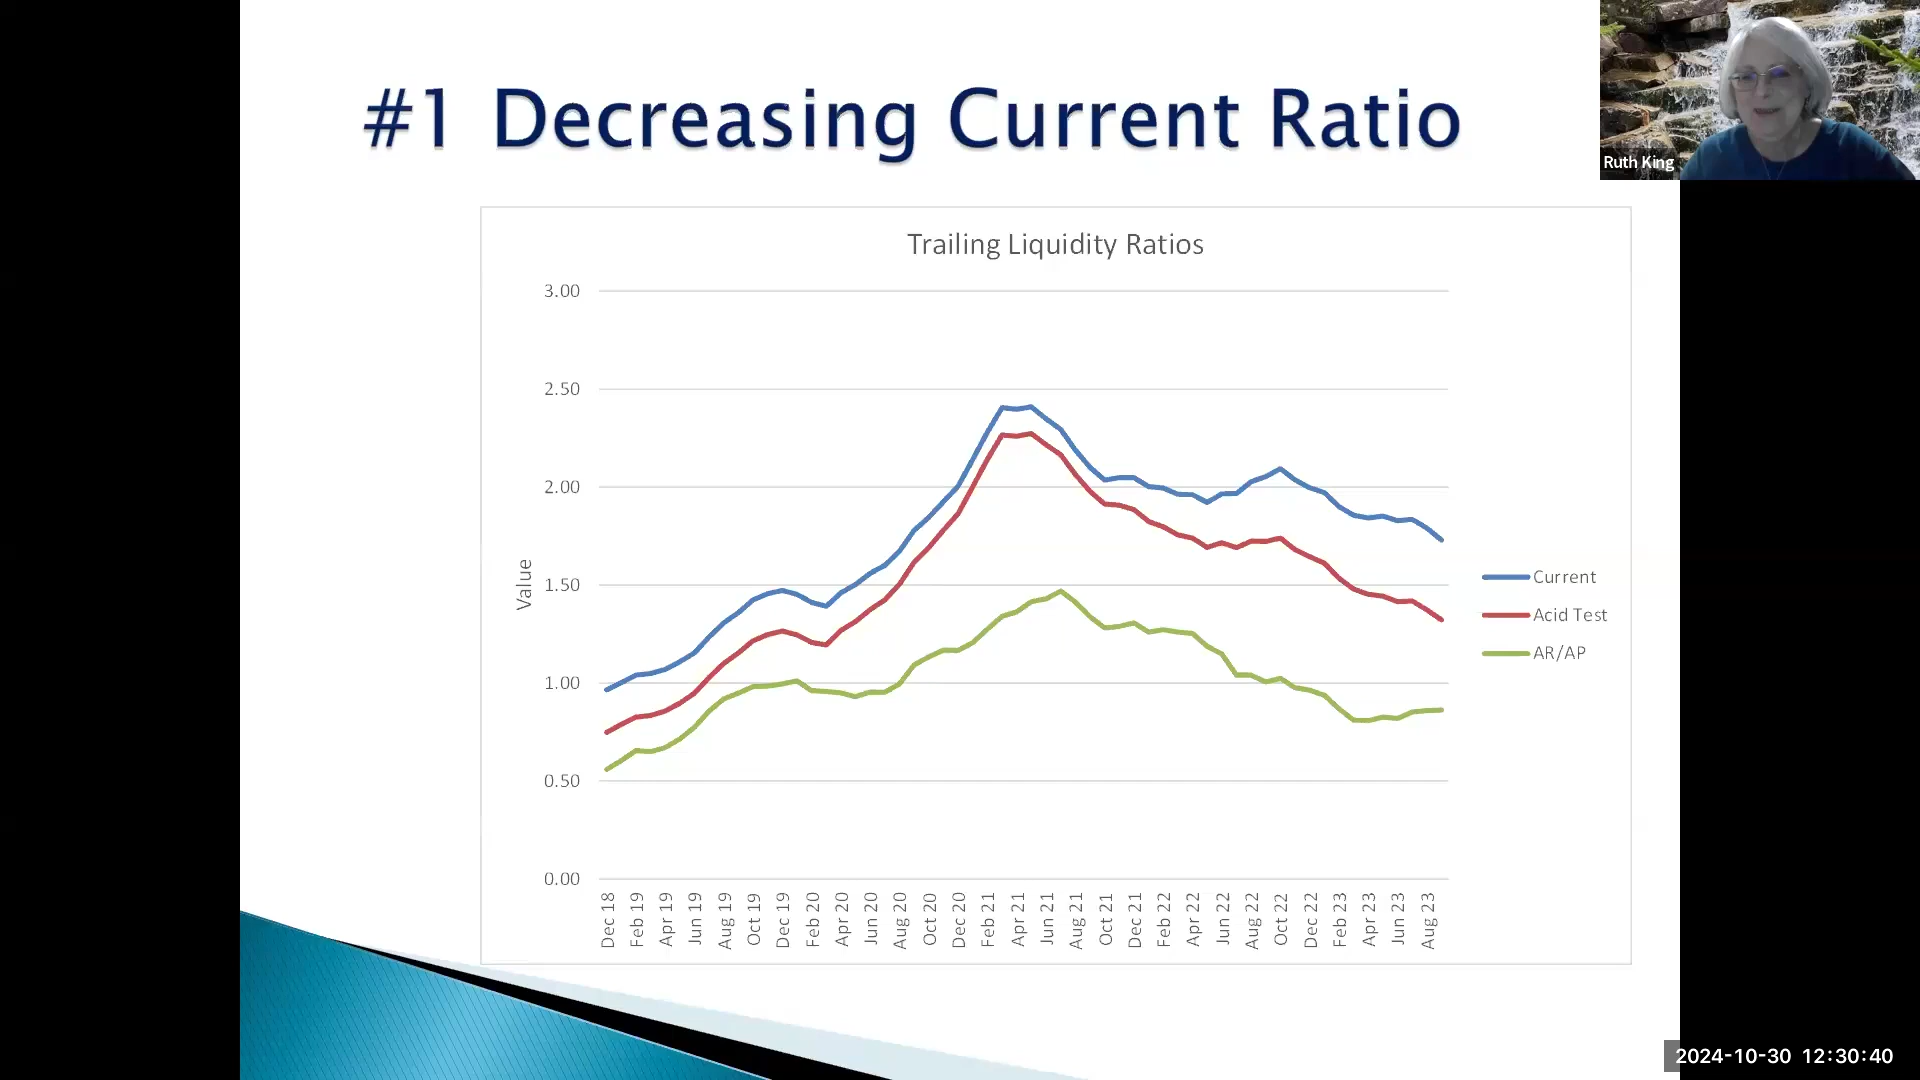 #1 Decreasing Current Ratio
Ruth King
Trailing Liquidity Ratios
3.00
2.50
2.00
1.50
1.00
0.50
0.00
Value
Current
Acid Test
AR/AP
Dec 18
Feb 19
Apr 19
Jun 19
Aug 19
Oct 19
Dec 19
Feb 20
Apr 20
Jun 20
Aug 20
Oct 20
Dec 20
Feb 21
Apr 21
Jun 21
Aug 21
Oct 21
Dec 21
Feb 22
Apr 22
Jun 22
Aug 22
Oct 22
Dec 22
Feb 23
Apr 23
Jun 23
Aug 23
2024-10-30 12:30:40